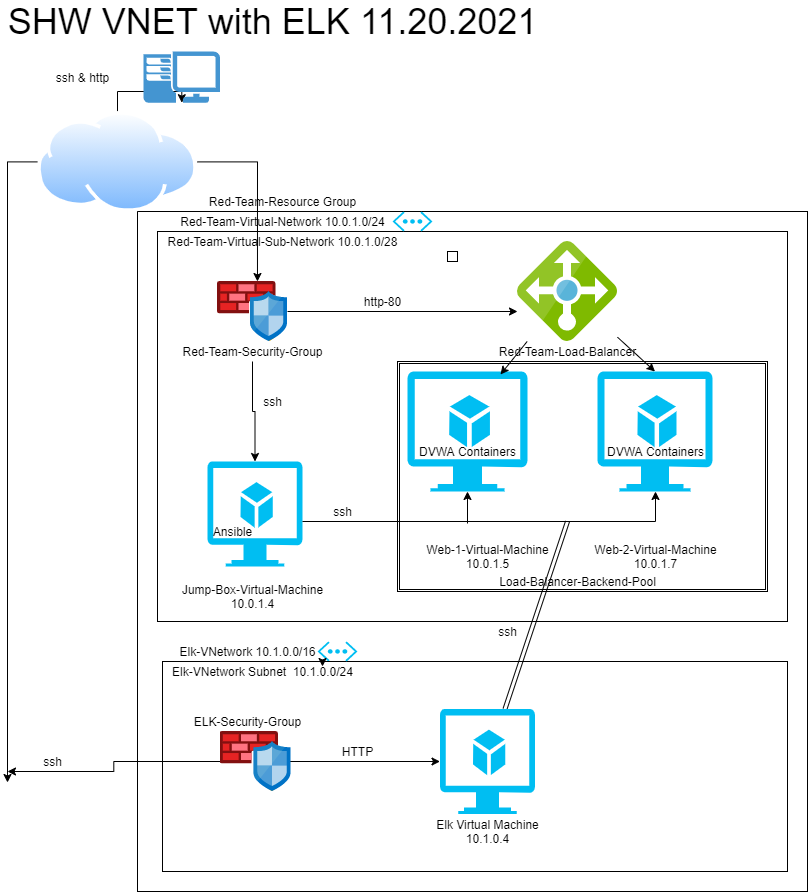 SHW VNET with ELK 11.20.2021
ssh & http
Red-Team-Resource Group
Red-Team-Virtual-Network 10.0.1.0/24
Red-Team-Virtual-Sub-Network 10.0.1.0/28
http-80
Red-Team-Security-Group
Red-Team-Load-Balancer
ssh
DVWA Containers
DVWA Containers
Ansible
ssh
Web-1-Virtual-Machine
10.0.1.5
Web-2-Virtual-Machine
10.0.1.7
Load-Balancer-Backend-Pool
Jump-Box-Virtual-Machine
10.0.1.4
ssh
Elk-VNetwork 10.1.0.0/16
Elk-VNetwork Subnet  10.1.0.0/24
ELK-Security-Group
HTTP
ssh
Elk Virtual Machine
10.1.0.4